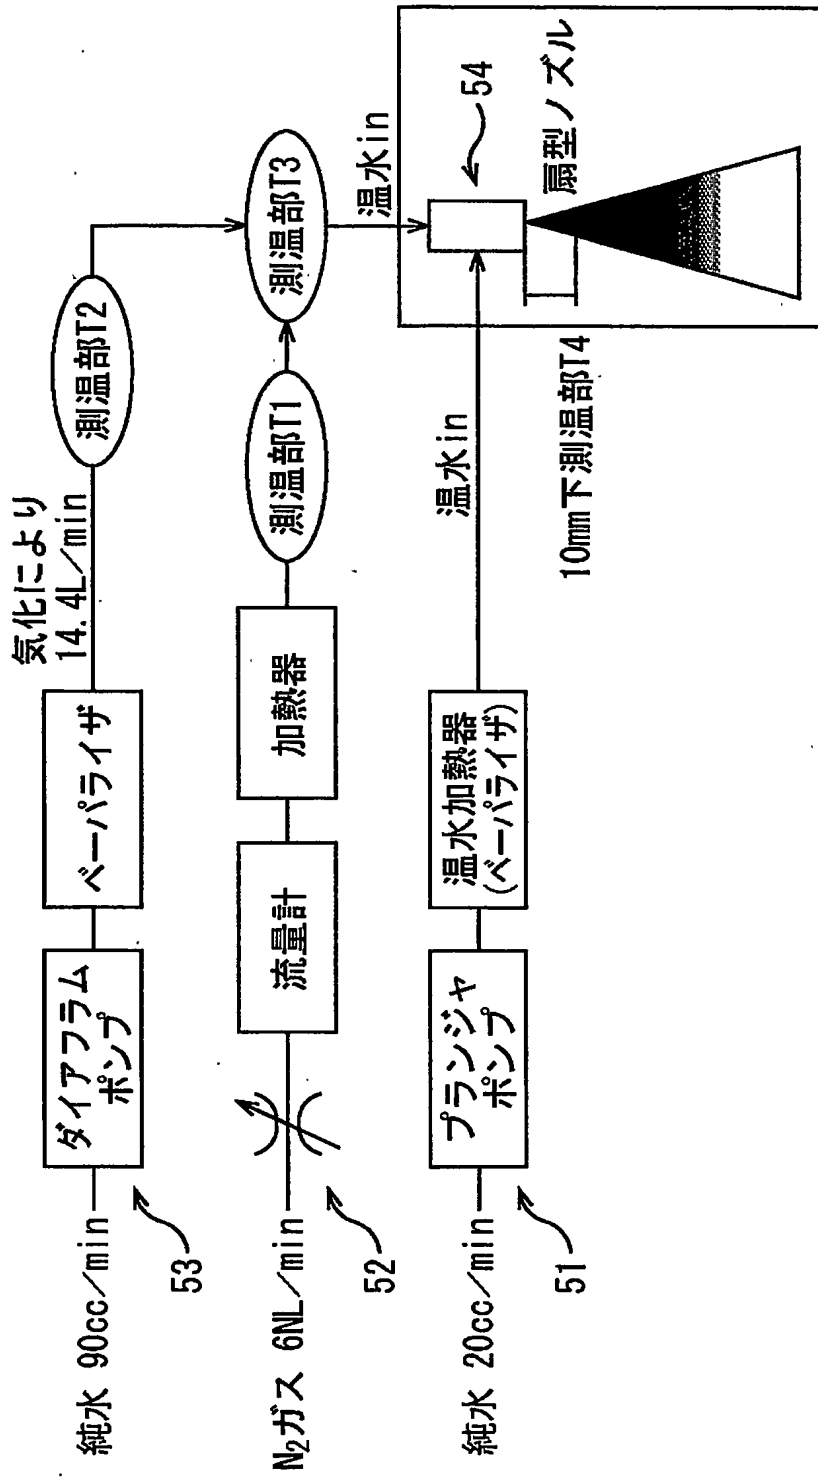 純水 90cc/min
ダイアフラム
ポンプ
ベーパライザ
気化により
14.4L/min
測温部T2
53
N₂ガス 6NL/min
流量計
加熱器
測温部T1
測温部T3
温水in
52
純水 20cc/min
プランジャ
ポンプ
温水加熱器
(ベーパライザ)
温水in
54
扇型ノズル
10mm下測温部T4
51